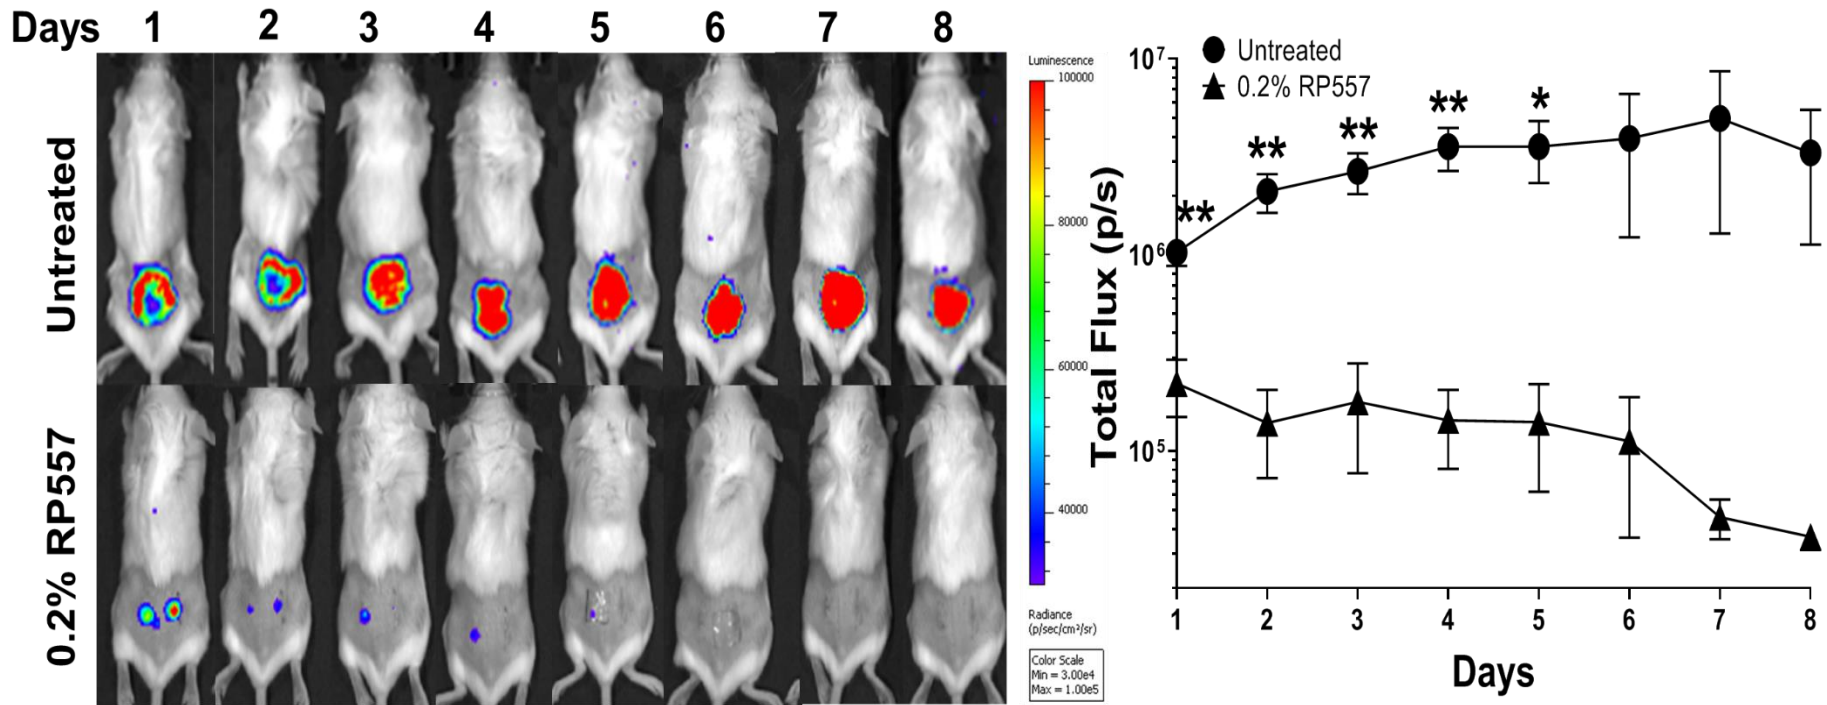 Days 1 2 3 4 5 6 7 8
Untreated
0.2% RP557
Luminescence
100000
80000
60000
40000
Radiance
(p/sec/cm²/sr)
Color Scale
Min = 3.00e4
Max = 1.00e5
Untreated
0.2% RP557
Total Flux (p/s)
10⁷
10⁶
10⁵
** ** ** ** *
1 2 3 4 5 6 7 8
Days